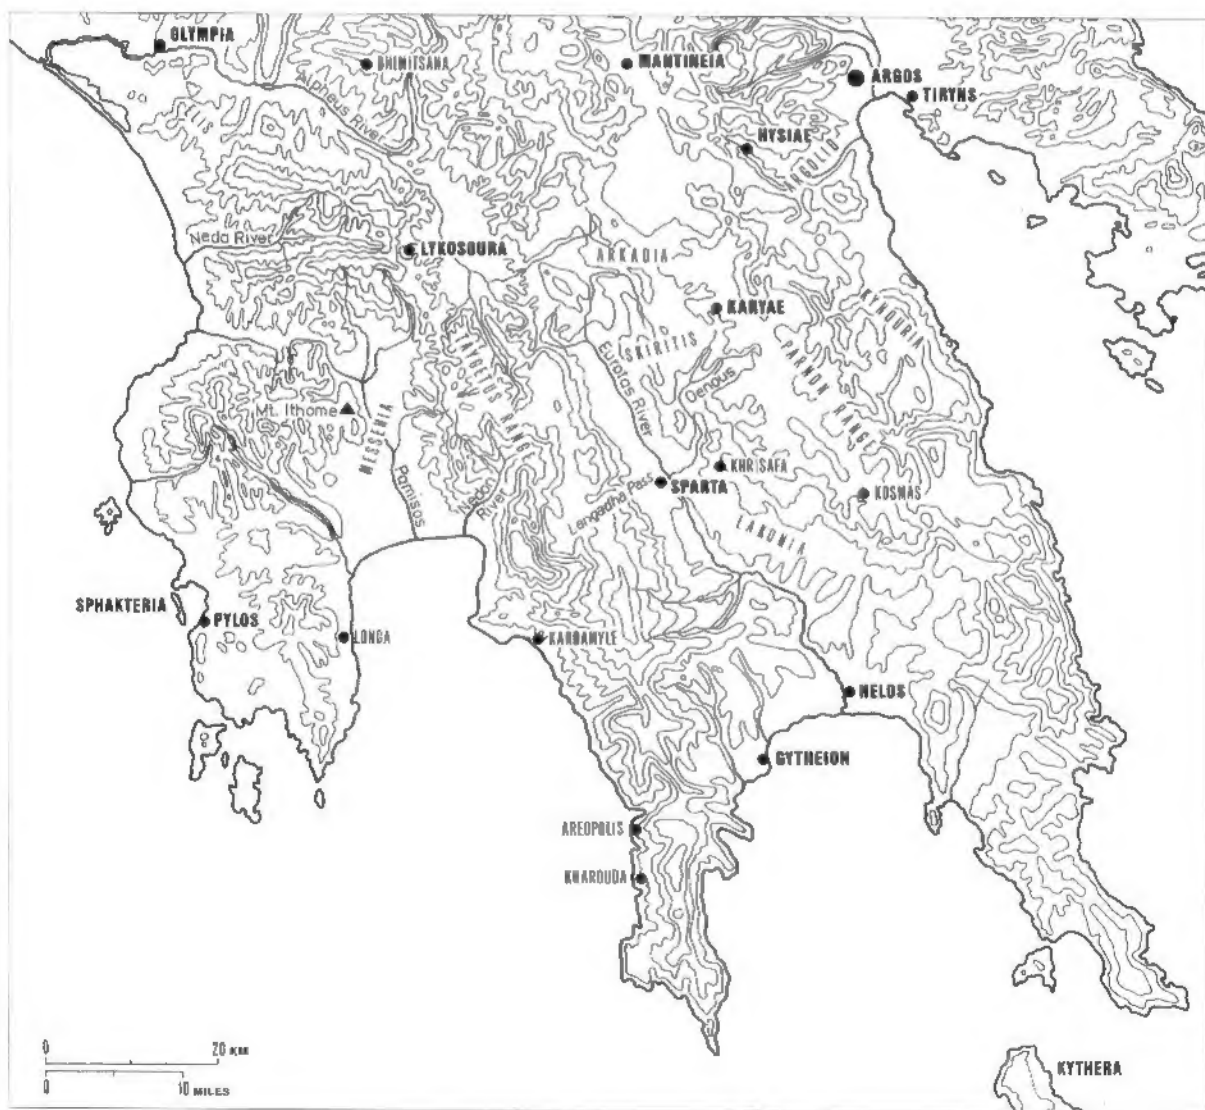 OLYMPIA
DHIMITSANA
MANTINEIA
ARGOS
TIRYNS
Alpheus River
ELIS
HYSIAE
ARGOLID
Neda River
LYKOSOURA
ARKADIA
KARYAE
KYNOURIA
SKIRITIS
TAYGETUS RANGE
Eurotas River
PARNON RANGE
Oenous
Mt. Ithome
MESSENIA
KHRISAFA
Pamisos
Nedon
River
Langadha Pass
SPARTA
KOSMAS
LAKONIA
SPHAKTERIA
PYLOS
LONGA
KARDAMYLE
HELOS
GYTHEION
AREOPOLIS
KHAROUDA
0 20 KM
0 10 MILES
KYTHERA